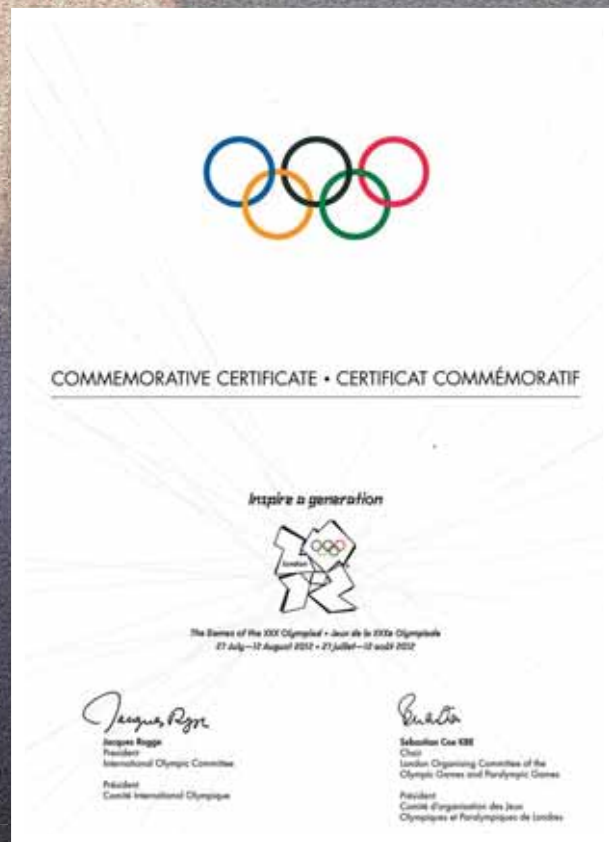 COMMEMORATIVE CERTIFICATE • CERTIFICAT COMMÉMORATIF
Inspire a generation
london
The Games of the XXX Olympiad • Jeux de la XXXe Olympiade
27 July—12 August 2012 • 27 juillet—12 août 2012
Jacques Rogge
Jacques Rogge
President
International Olympic Committee
Président
Comité International Olympique
Sebastian Coe KBE
Chair
London Organising Committee of the
Olympic Games and Paralympic Games
Président
Comité d'organisation des Jeux
Olympiques et Paralympiques de Londres